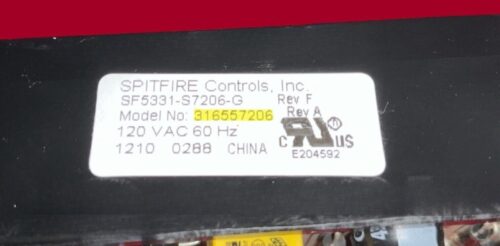 SPITFIRE Controls, Inc.
SF5331-S7206-G Rev F
Model No: 316557206 Rev A
120 VAC 60 Hz
1210 0288 CHINA
c RU US
E204592